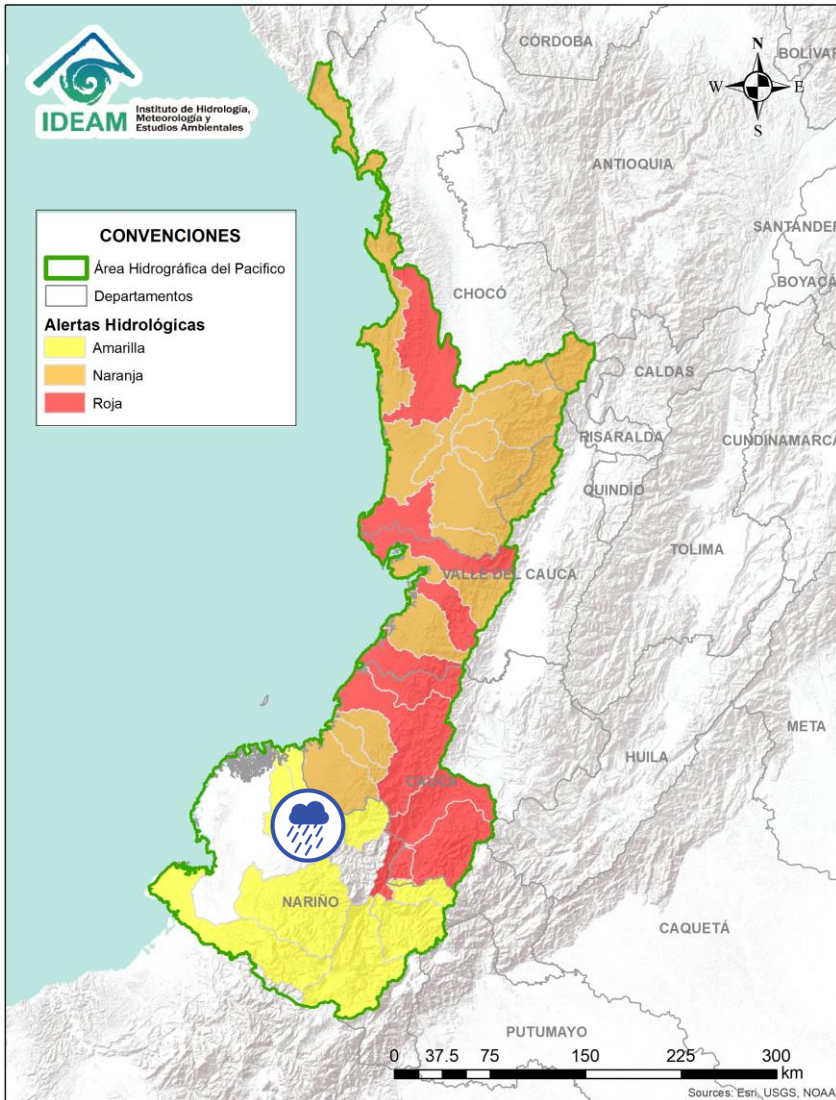 IDEAM
Instituto de Hidrología,
Meteorología y
Estudios Ambientales
CÓRDOBA
BOLÍVAR
N
W E
S
ANTIOQUIA
SANTANDER
CONVENCIONES
Área Hidrográfica del Pacifico
Departamentos
Alertas Hidrológicas
Amarilla
Naranja
Roja
BOYACÁ
CHOCÓ
CALDAS
RISARALDA
CUNDINAMARCA
QUINDÍO
TOLIMA
VALLE DEL CAUCA
META
HUILA
CAUCA
NARIÑO
CAQUETÁ
PUTUMAYO
0 37.5 75 150 225 300
km
Sources: Esri, USGS, NOAA